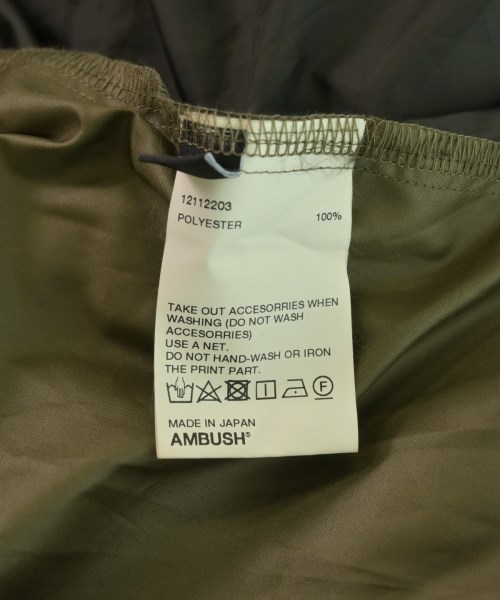 12112203
POLYESTER 100%
TAKE OUT ACCESORRIES WHEN
WASHING (DO NOT WASH
ACCESORRIES)
USE A NET.
DO NOT HAND-WASH OR IRON
THE PRINT PART.
F
MADE IN JAPAN
AMBUSH®